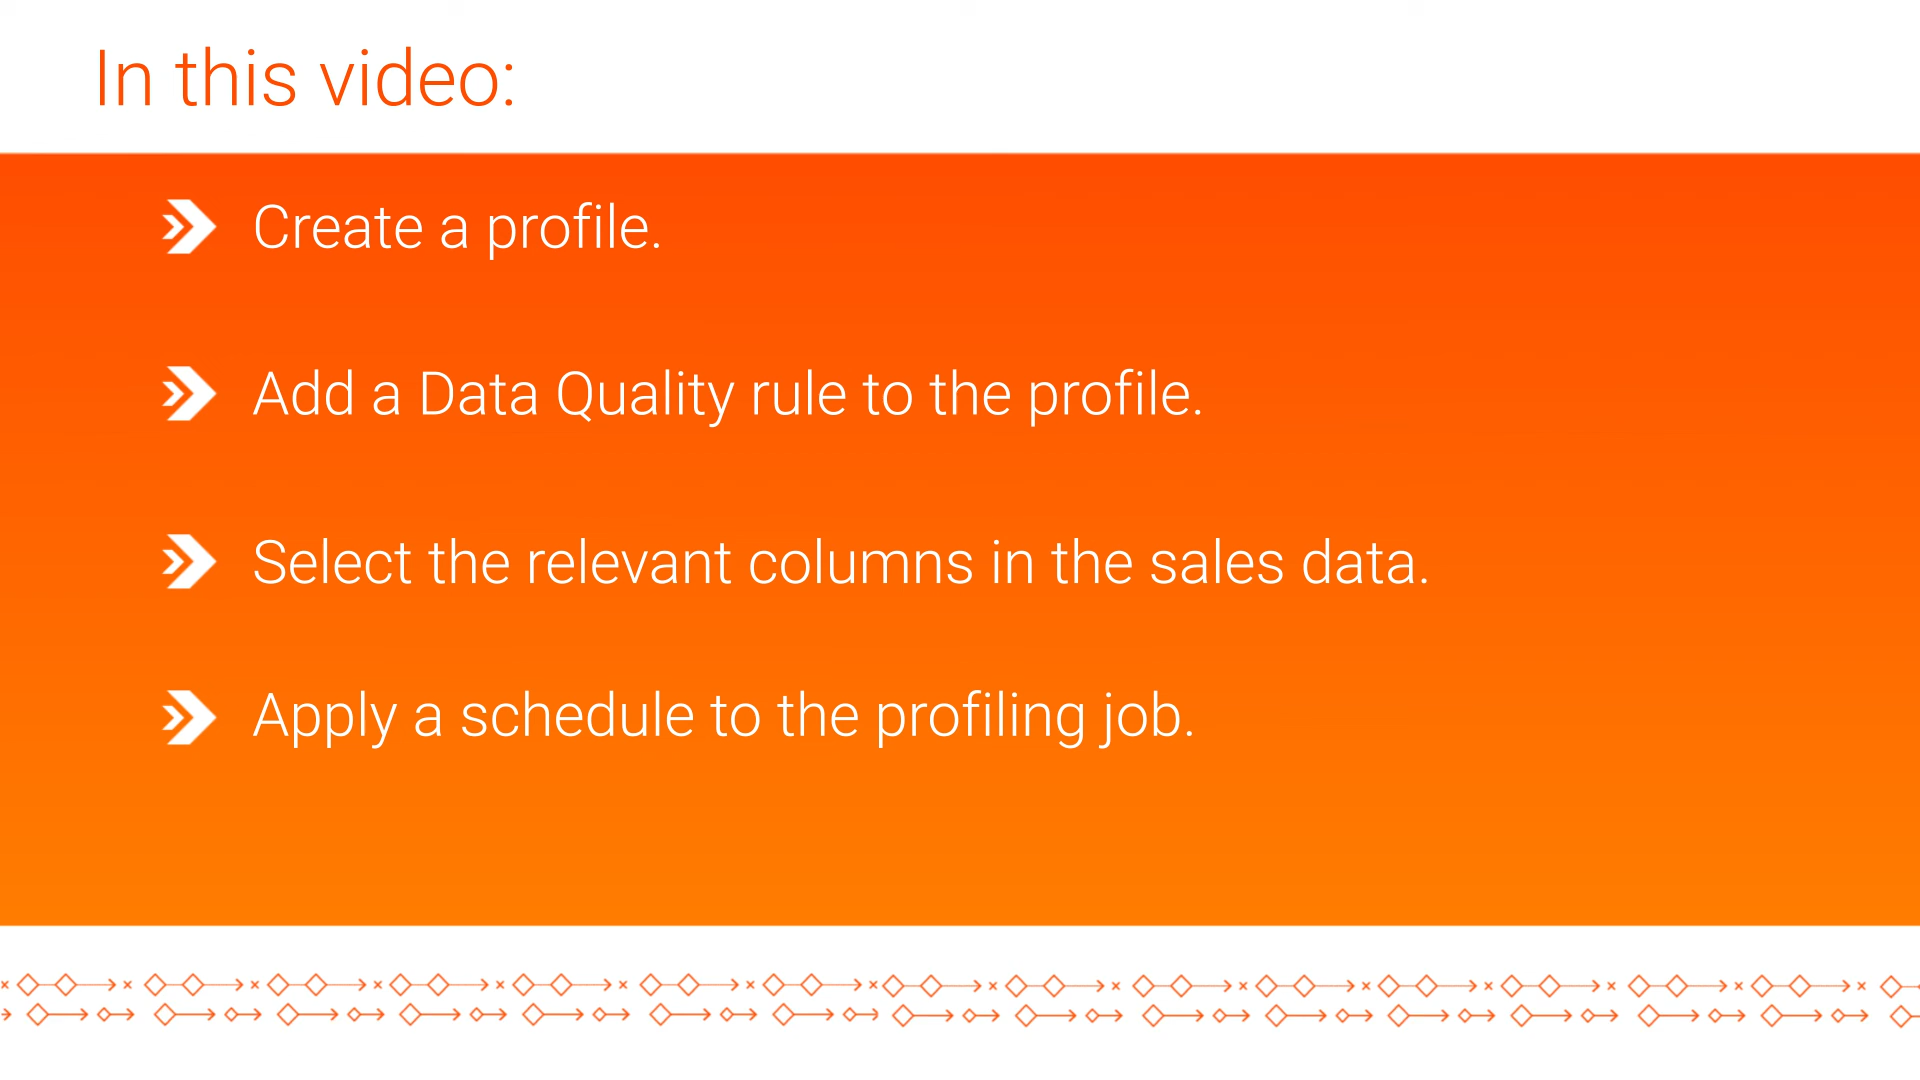 In this video:
Create a profile.
Add a Data Quality rule to the profile.
Select the relevant columns in the sales data.
Apply a schedule to the profiling job.